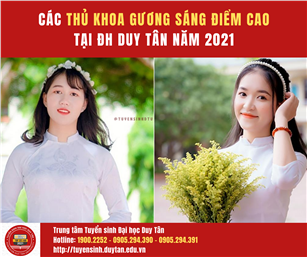 CÁC THỦ KHOA GƯƠNG SÁNG ĐIỂM CAO
TẠI ĐH DUY TÂN NĂM 2021
Trung tâm Tuyển sinh Đại học Duy Tân
Hotline: 1900.2252 - 0905.294.390 - 0905.294.391
http://tuyensinh.duytan.edu.vn